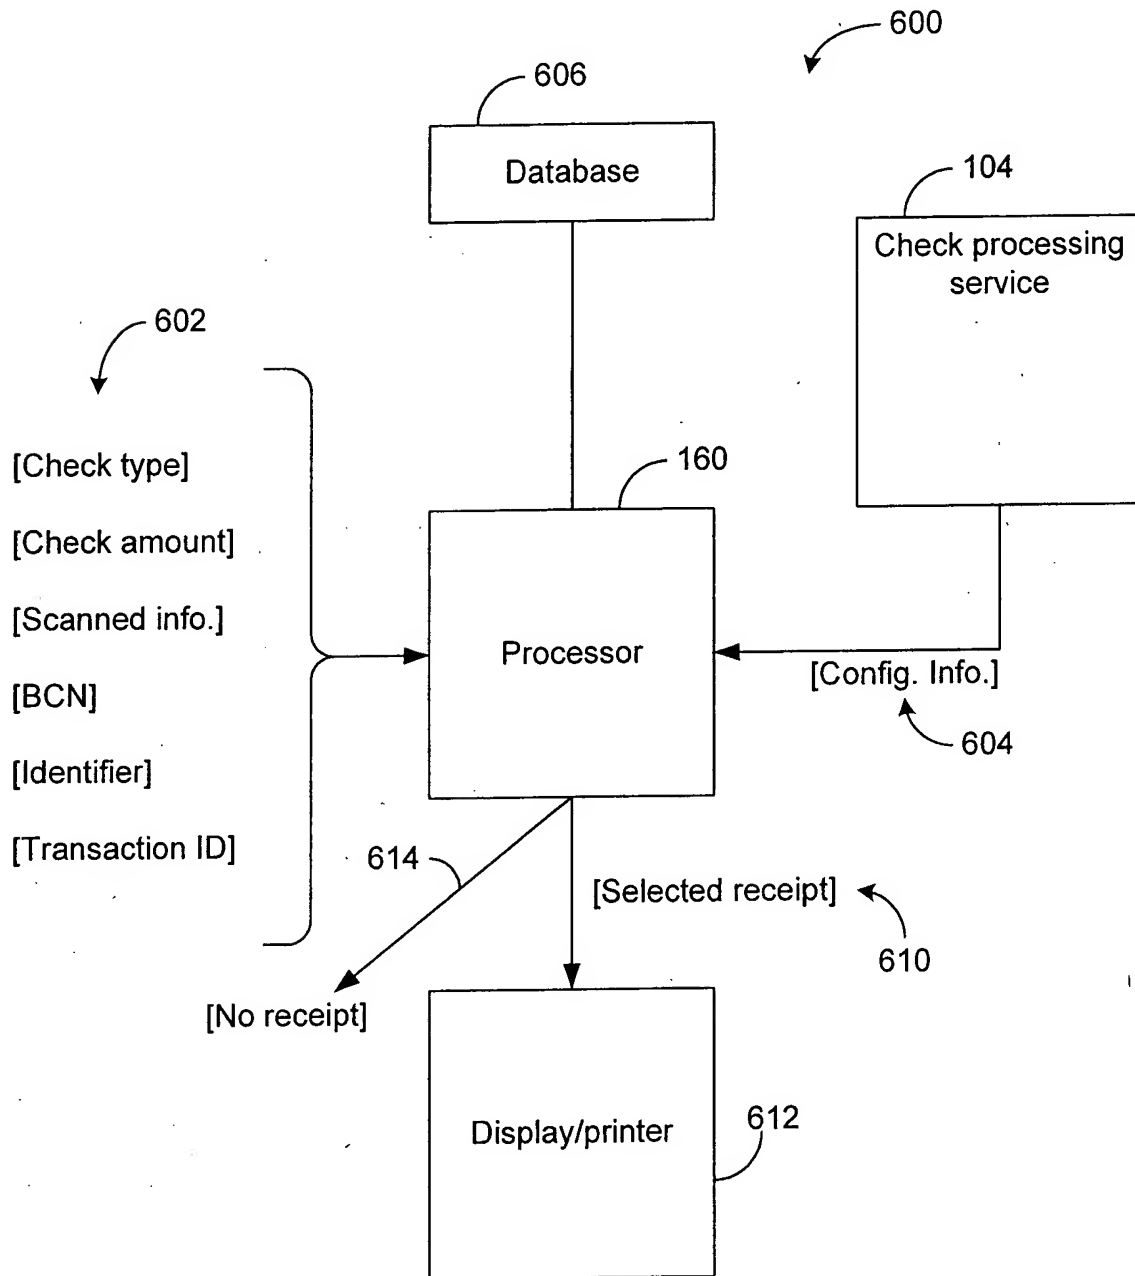 600
606
Database
104
Check processing
service
602
[Check type]
[Check amount]
[Scanned info.]
[BCN]
[Identifier]
[Transaction ID]
160
Processor
[Config. Info.]
604
614
[Selected receipt]
610
[No receipt]
Display/printer
612